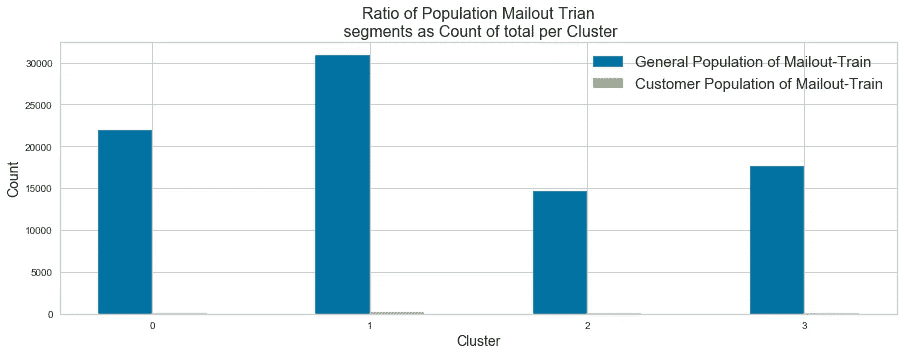 Ratio of Population Mailout Trian
segments as Count of total per Cluster
General Population of Mailout-Train
Customer Population of Mailout-Train
Count
30000
25000
20000
15000
10000
5000
0
0 1 2 3
Cluster